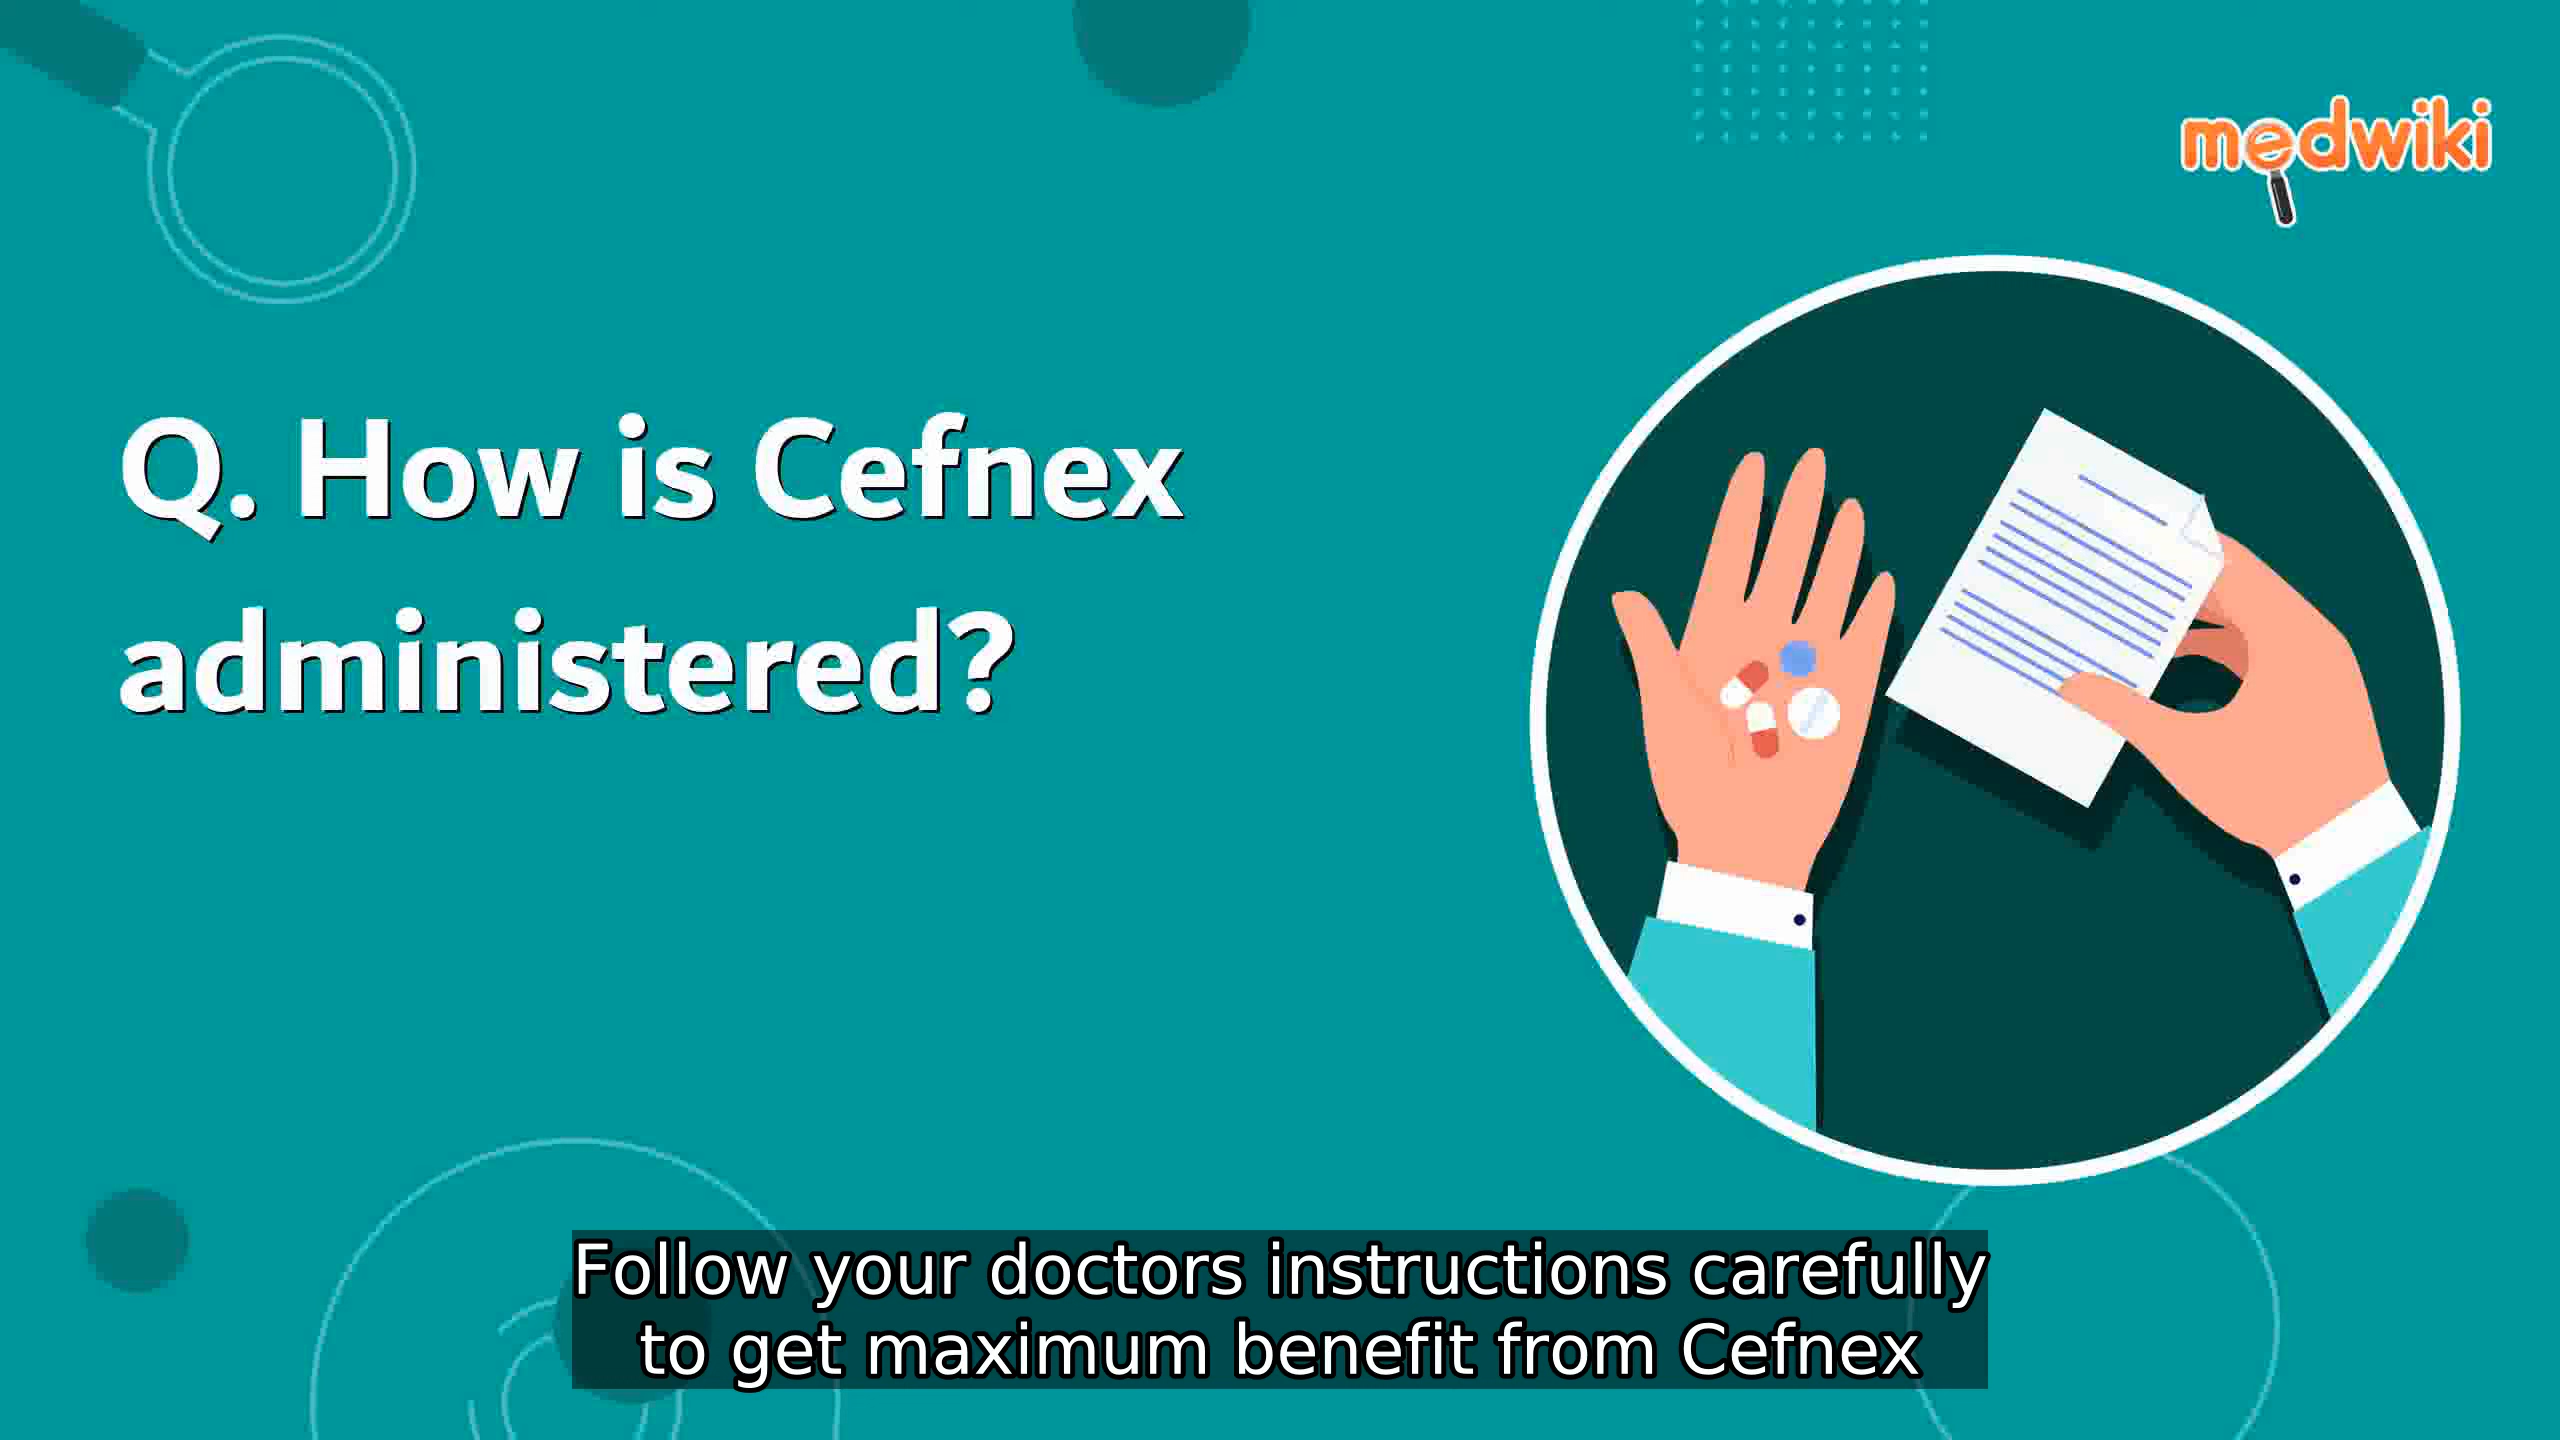 medwiki
Q. How is Cefnex
administered?
Follow your doctors instructions carefully
to get maximum benefit from Cefnex